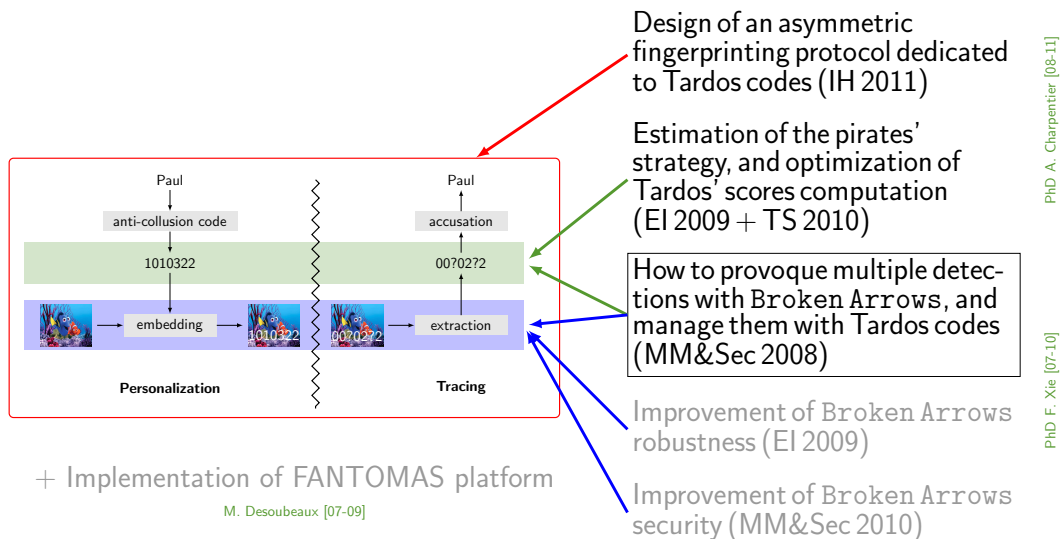 Design of an asymmetric
fingerprinting protocol dedicated
to Tardos codes (IH 2011)
Estimation of the pirates'
strategy, and optimization of
Tardos' scores computation
(EI 2009 + TS 2010)
How to provoque multiple detec-
tions with Broken Arrows, and
manage them with Tardos codes
(MM&Sec 2008)
Improvement of Broken Arrows
robustness (EI 2009)
Improvement of Broken Arrows
security (MM&Sec 2010)
PhD A. Charpentier [08-11]
PhD F. Xie [07-10]
Paul
anti-collusion code
1010322
embedding
1010322
Personalization
Paul
accusation
00?02?2
00?02?2
extraction
Tracing
+ Implementation of FANTOMAS platform
M. Desoubeaux [07-09]